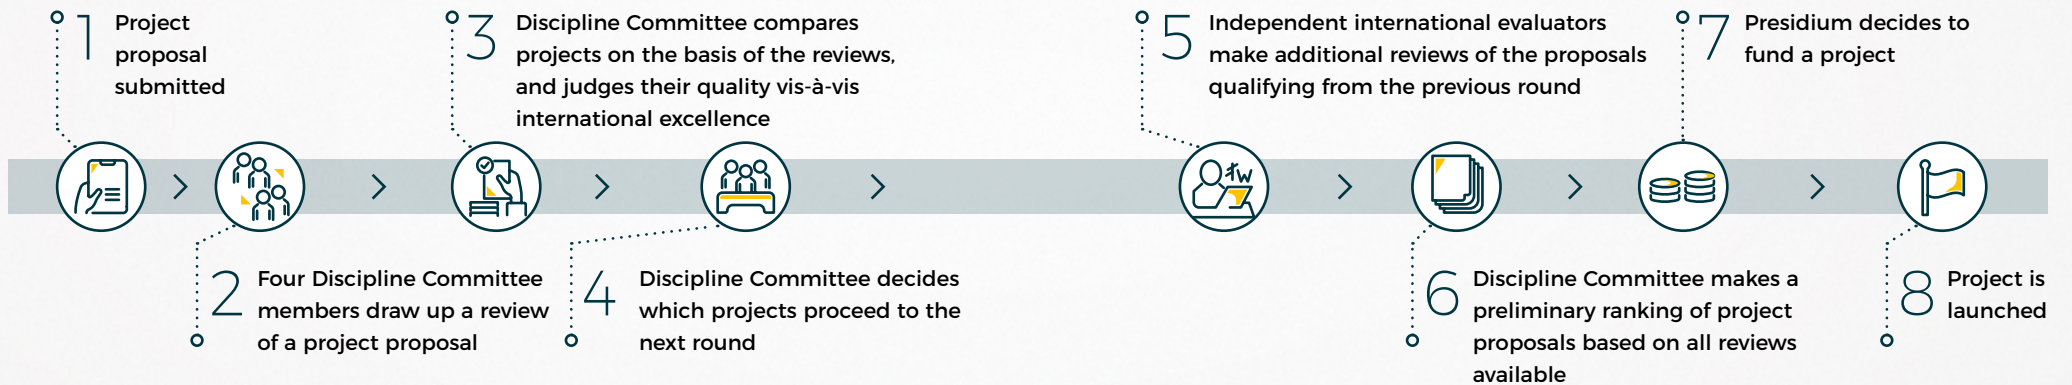 1
Project
proposal
submitted
2
Four Discipline Committee
members draw up a review
of a project proposal
3
Discipline Committee compares
projects on the basis of the reviews,
and judges their quality vis-à-vis
international excellence
4
Discipline Committee decides
which projects proceed to the
next round
5
Independent international evaluators
make additional reviews of the proposals
qualifying from the previous round
6
Discipline Committee makes a
preliminary ranking of project
proposals based on all reviews
available
7
Presidium decides to
fund a project
8
Project is
launched